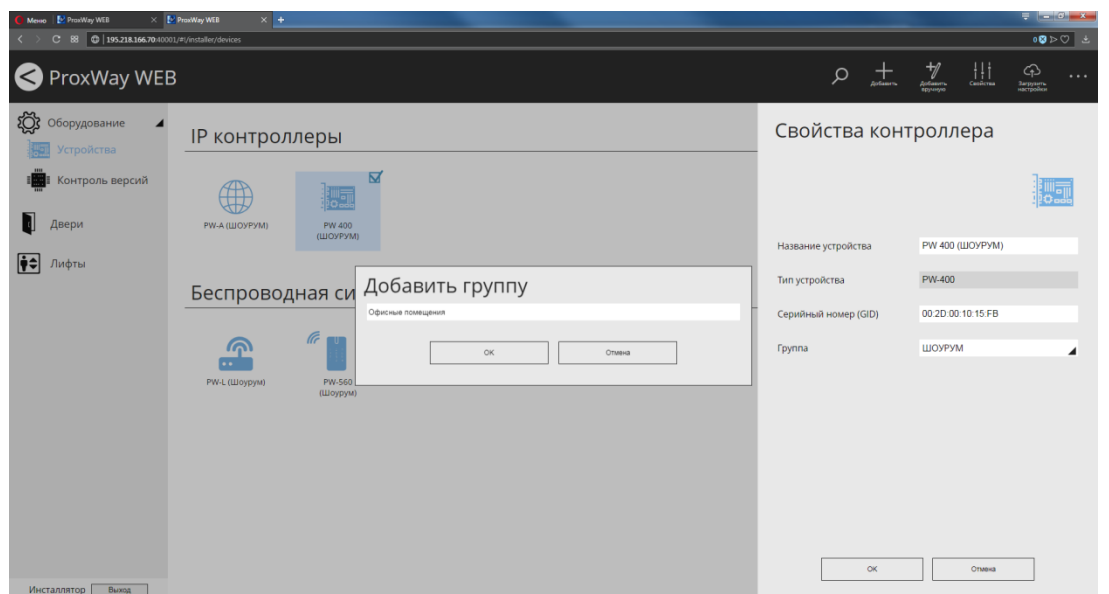 Меню
ProxWay WEB
ProxWay WEB
195.218.166.70:40001/#!/installer/devices
ProxWay WEB
Добавить
Добавить вручную
Свойства
Загрузить настройки
Оборудование
Устройства
Контроль версий
Двери
Лифты
Инсталлятор
Выход
IP контроллеры
PW-A (ШОУРУМ)
PW 400
(ШОУРУМ)
Беспроводная си
PW-L (Шоурум)
PW-560
(Шоурум)
Добавить группу
Офисные помещения
OK
Отмена
Свойства контроллера
Название устройства
PW 400 (ШОУРУМ)
Тип устройства
PW-400
Серийный номер (GID)
00:2D:00:10:15:FB
Группа
ШОУРУМ
OK
Отмена